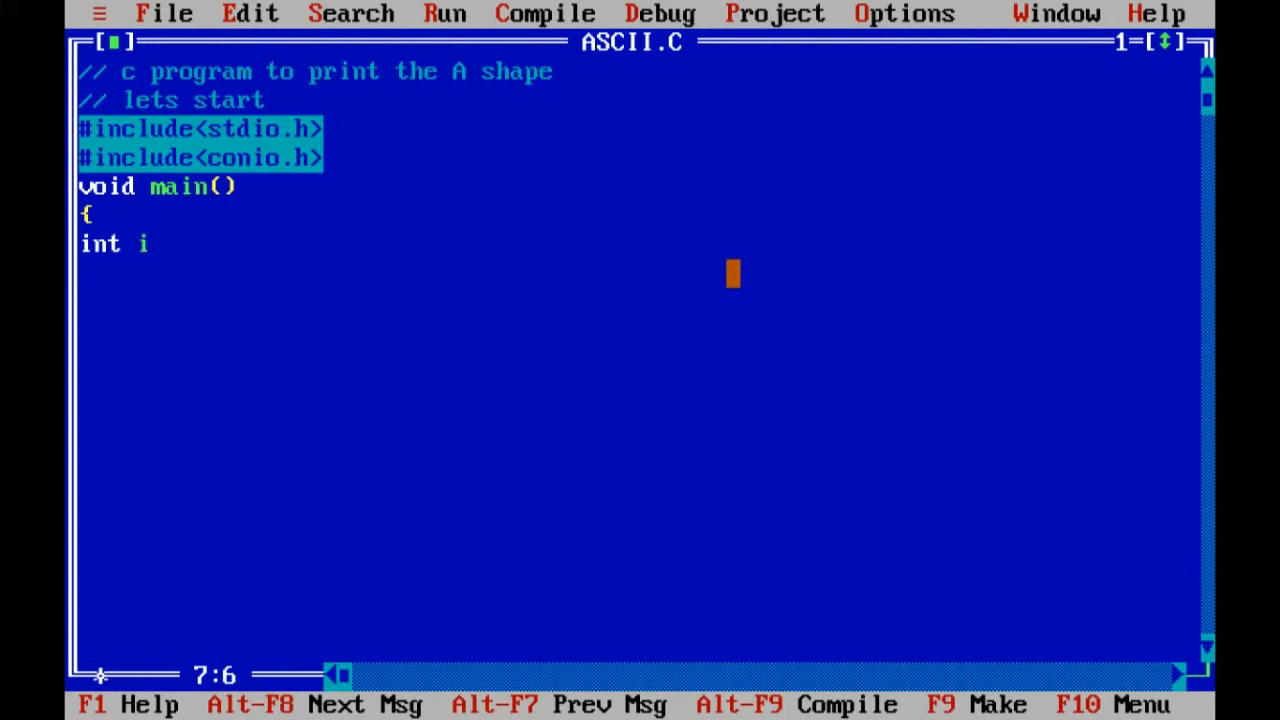 ≡ File Edit Search Run Compile Debug Project Options Window Help
[■] ASCII.C 1=[↕]
// c program to print the A shape
// lets start
#include<stdio.h>
#include<conio.h>
void main()
{
int i
7:6
F1 Help Alt-F8 Next Msg Alt-F7 Prev Msg Alt-F9 Compile F9 Make F10 Menu